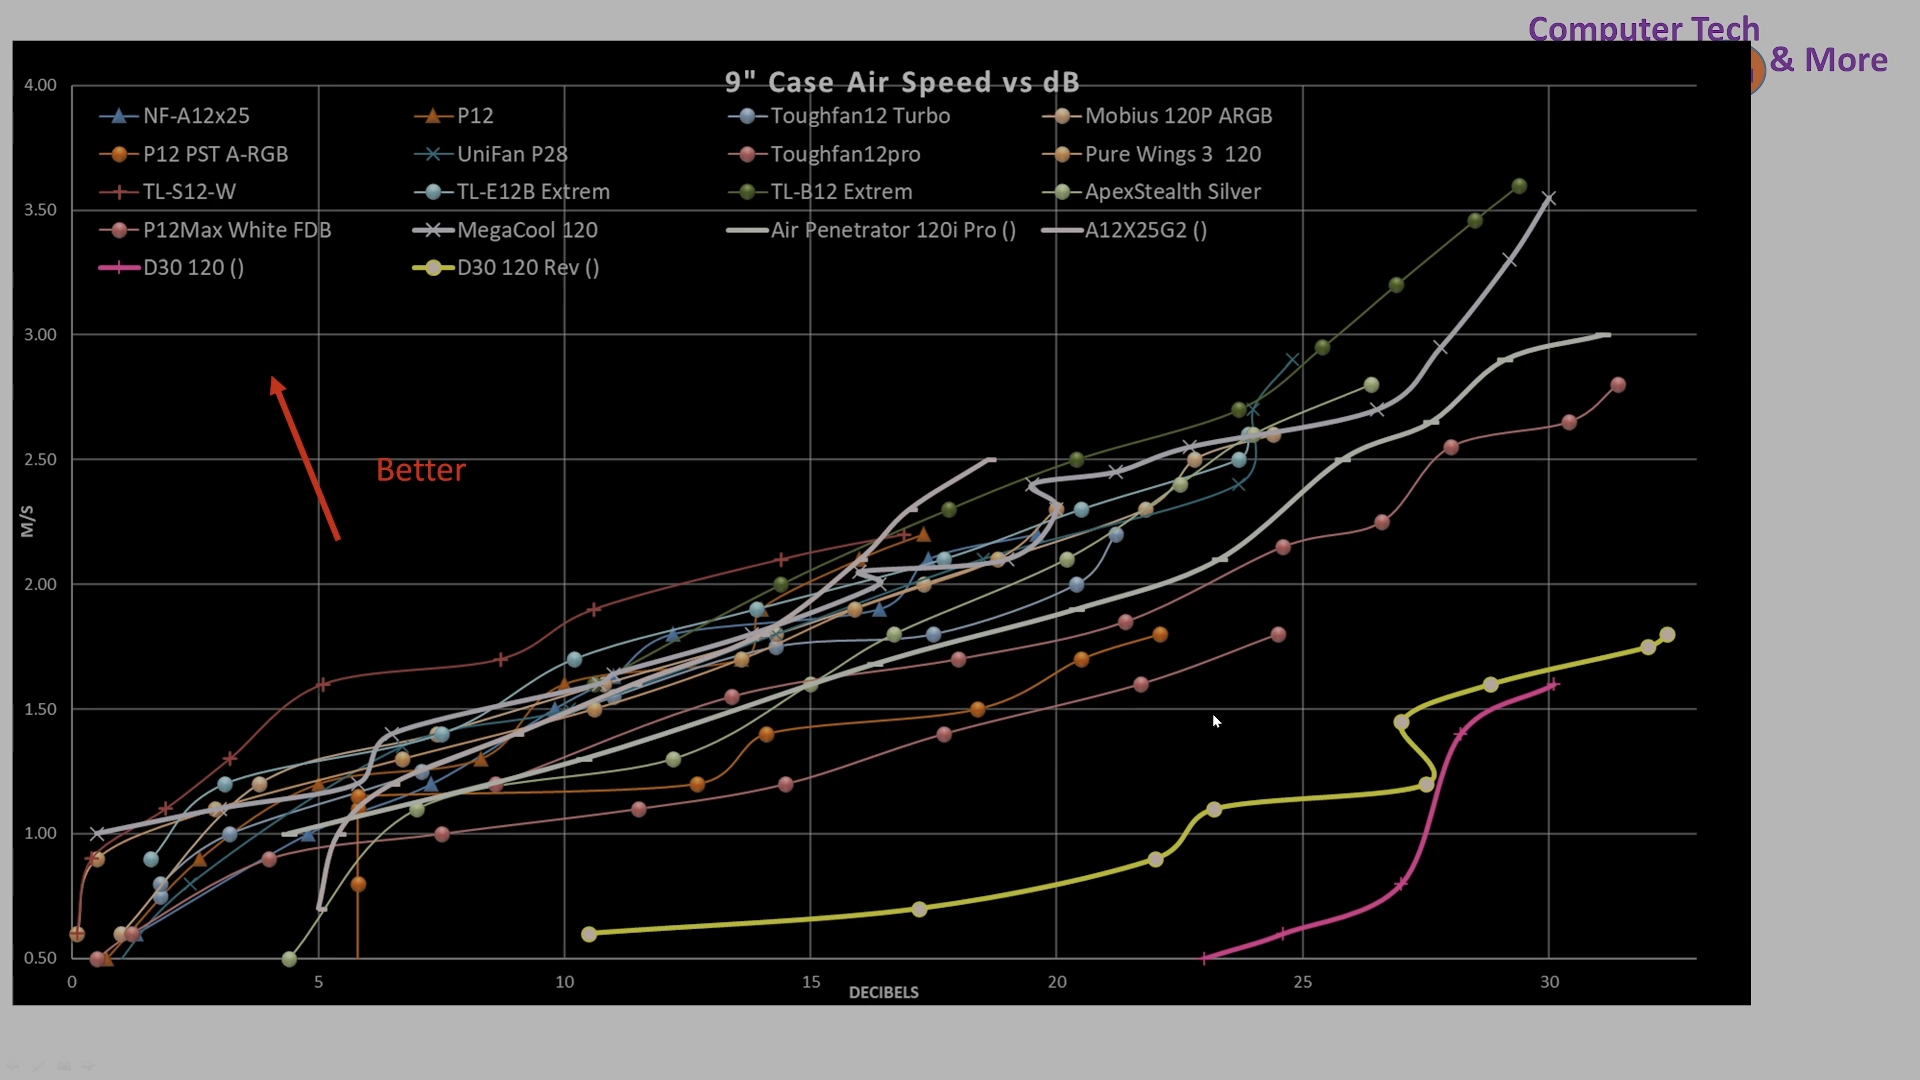 Computer Tech
& More
9" Case Air Speed vs dB
4.00
NF-A12x25 P12 Toughfan12 Turbo Mobius 120P ARGB
P12 PST A-RGB UniFan P28 Toughfan12pro Pure Wings 3 120
TL-S12-W TL-E12B Extrem TL-B12 Extrem ApexStealth Silver
3.50
P12Max White FDB MegaCool 120 Air Penetrator 120i Pro () A12X25G2 ()
D30 120 () D30 120 Rev ()
3.00
Better
2.50
M/S
2.00
1.50
1.00
0.50
0 5 10 15 20 25 30
DECIBELS